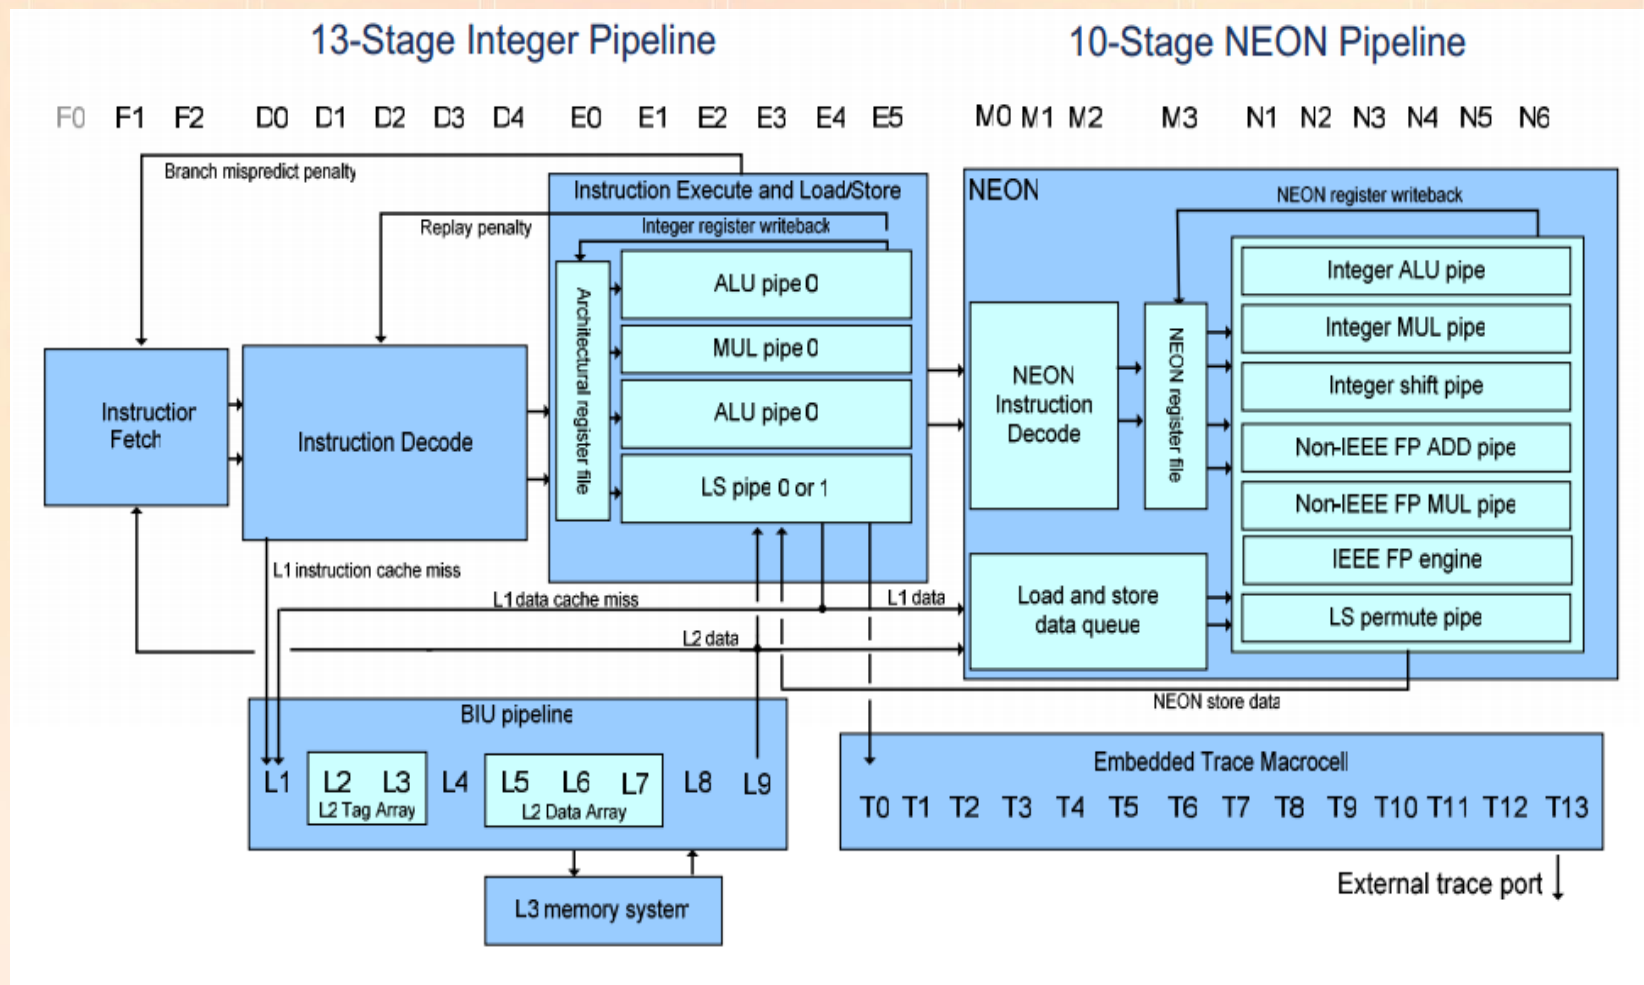 13-Stage Integer Pipeline
10-Stage NEON Pipeline
F0 F1 F2 D0 D1 D2 D3 D4 E0 E1 E2 E3 E4 E5
M0 M1 M2 M3 N1 N2 N3 N4 N5 N6
Branch mispredict penalty
Replay penalty
Instruction Fetch
Instruction Decode
Instruction Execute and Load/Store
Integer register writeback
Architectural register file
ALU pipe 0
MUL pipe 0
ALU pipe 0
LS pipe 0 or 1
NEON
NEON register writeback
NEON
Instruction
Decode
NEON register file
Integer ALU pipe
Integer MUL pipe
Integer shift pipe
Non-IEEE FP ADD pipe
Non-IEEE FP MUL pipe
IEEE FP engine
LS permute pipe
Load and store
data queue
L1 instruction cache miss
L1 data cache miss
L1 data
L2 data
NEON store data
BIU pipeline
L1 L2 L3 L4 L5 L6 L7 L8 L9
L2 Tag Array
L2 Data Array
L3 memory system
Embedded Trace Macrocell
T0 T1 T2 T3 T4 T5 T6 T7 T8 T9 T10 T11 T12 T13
External trace port